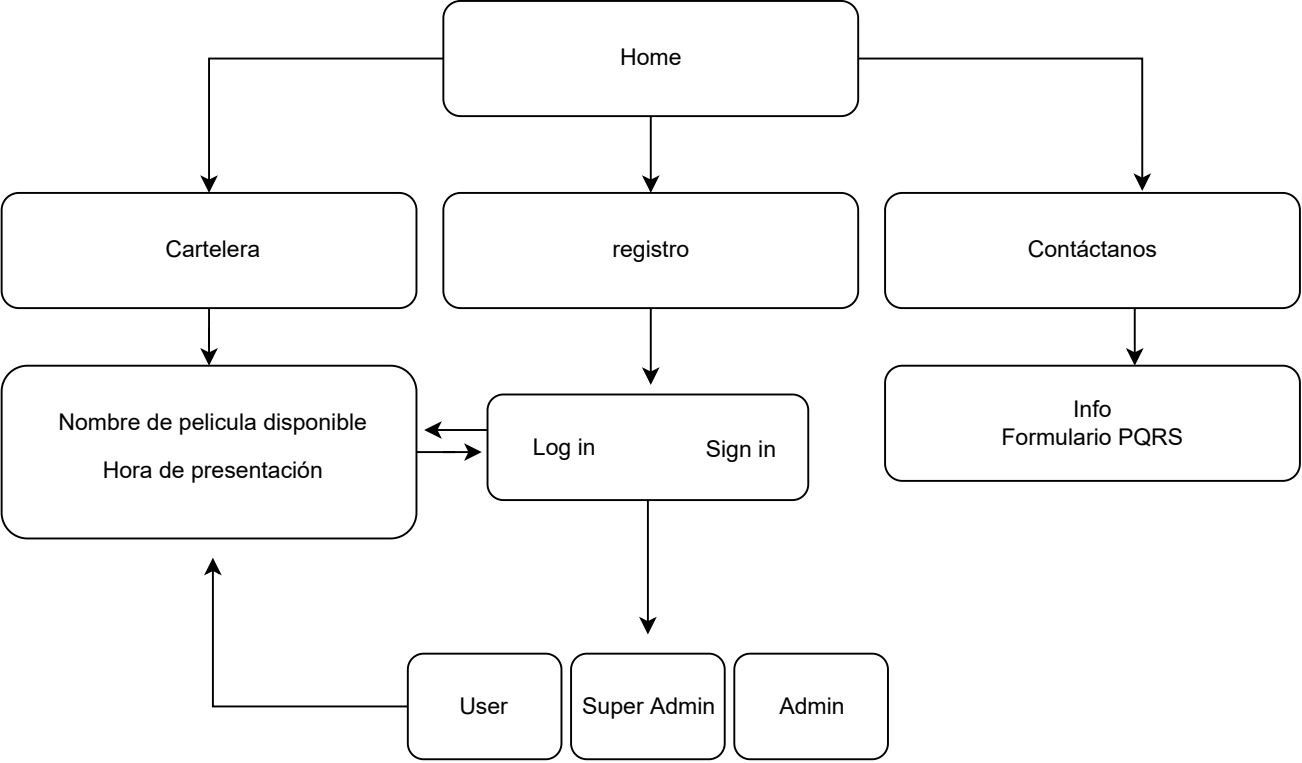 Home
Cartelera
registro
Contáctanos
Nombre de pelicula disponible
Hora de presentación
Log in
Sign in
Info
Formulario PQRS
User
Super Admin
Admin